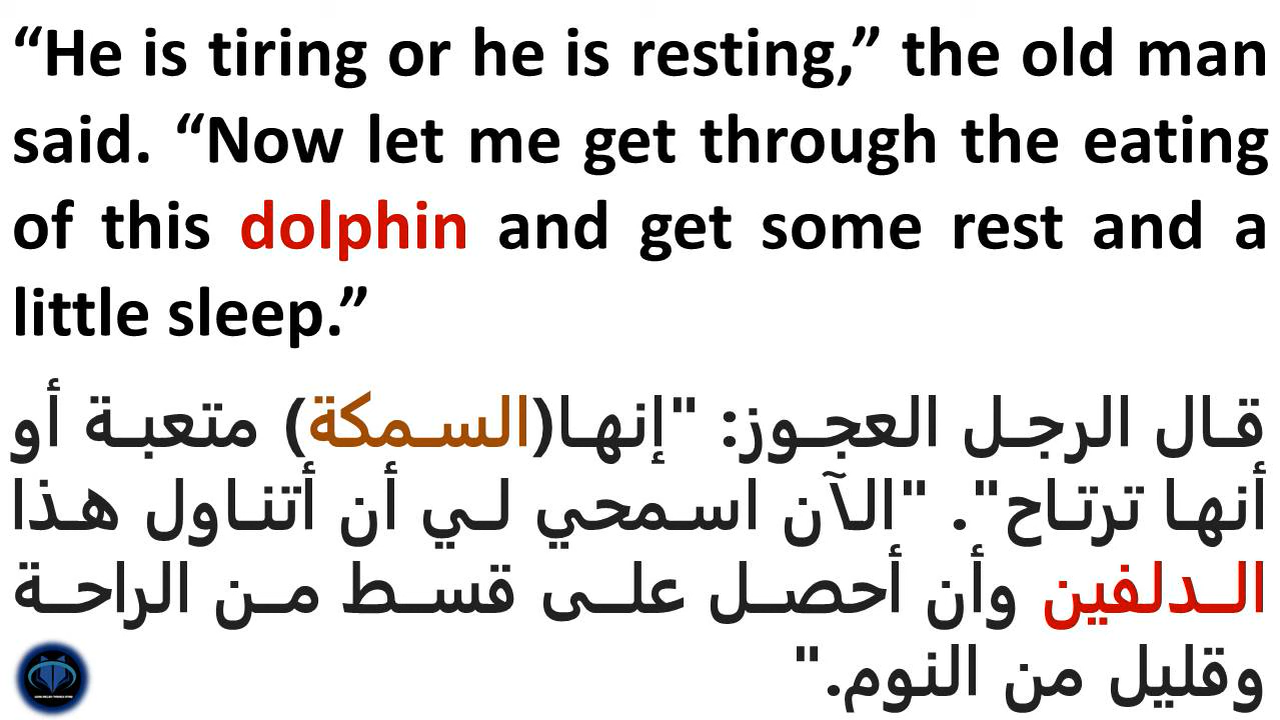 “He is tiring or he is resting,” the old man
said. “Now let me get through the eating
of this dolphin and get some rest and a
little sleep.”
قال الرجل العجوز: "إنها(السمكة) متعبة أو
أنها ترتاح". "الآن اسمحي لي أن أتناول هذا
الدلفين وأن أحصل على قسط من الراحة
وقليل من النوم."